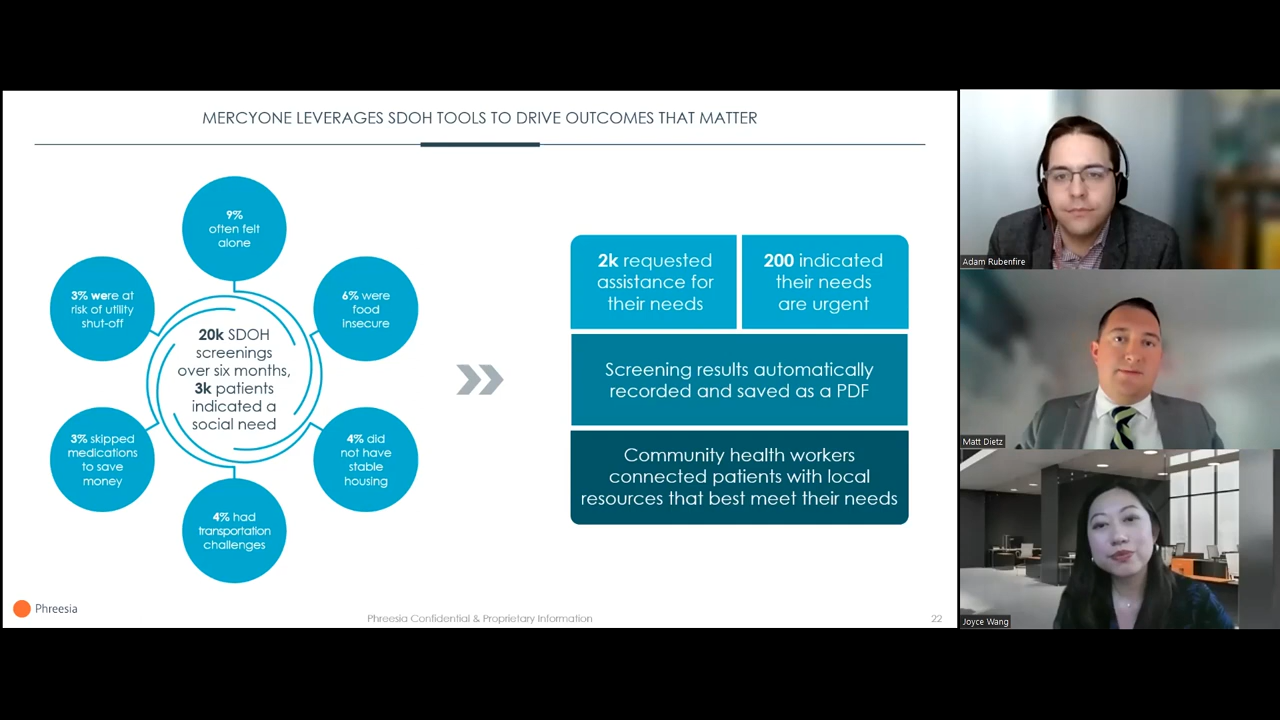 MERCYONE LEVERAGES SDOH TOOLS TO DRIVE OUTCOMES THAT MATTER
9%
often felt
alone
3% were at
risk of utility
shut-off
6% were
food
insecure
20k SDOH
screenings
over six months,
3k patients
indicated a
social need
3% skipped
medications
to save
money
4% did
not have
stable
housing
4% had
transportation
challenges
2k requested
assistance for
their needs
200 indicated
their needs
are urgent
Screening results automatically
recorded and saved as a PDF
Community health workers
connected patients with local
resources that best meet their needs
Phreesia
Phreesia Confidential & Proprietary Information
22
Adam Rubenfire
Matt Dietz
Joyce Wang